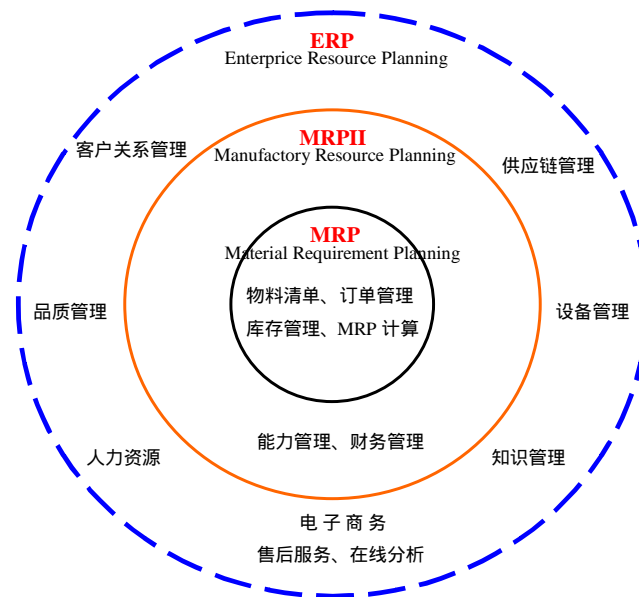 ERP
Enterprice Resource Planning
MRPII
客户关系管理
Manufactory Resource Planning
供应链管理
MRP
Material Requirement Planning
物料清单、订单管理
品质管理
设备管理
库存管理、MRP 计算
能力管理、财务管理
人力资源
知识管理
电 子 商 务
售后服务、在线分析